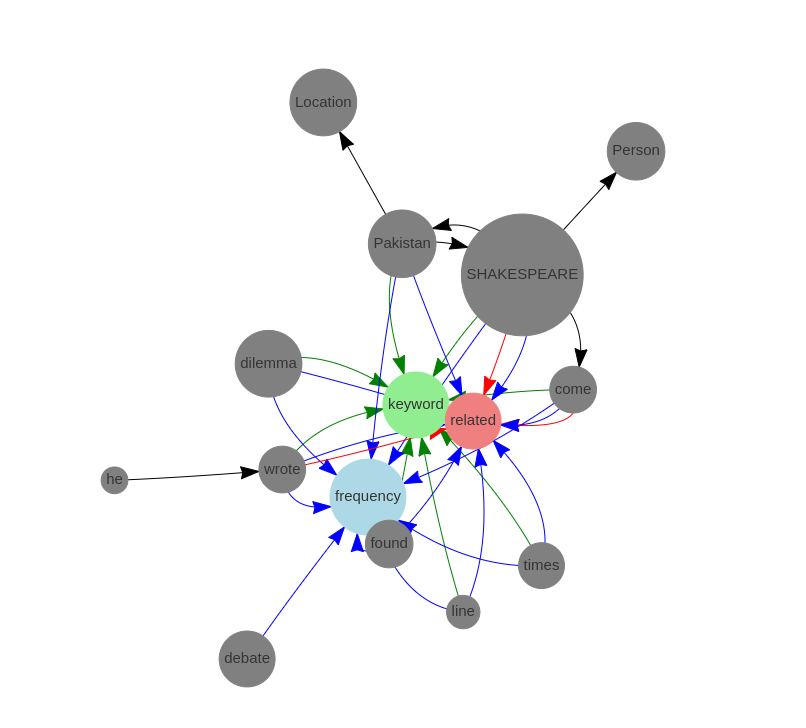 Location
Person
Pakistan
SHAKESPEARE
dilemma
come
keyword
related
wrote
he
frequency
found
times
line
debate